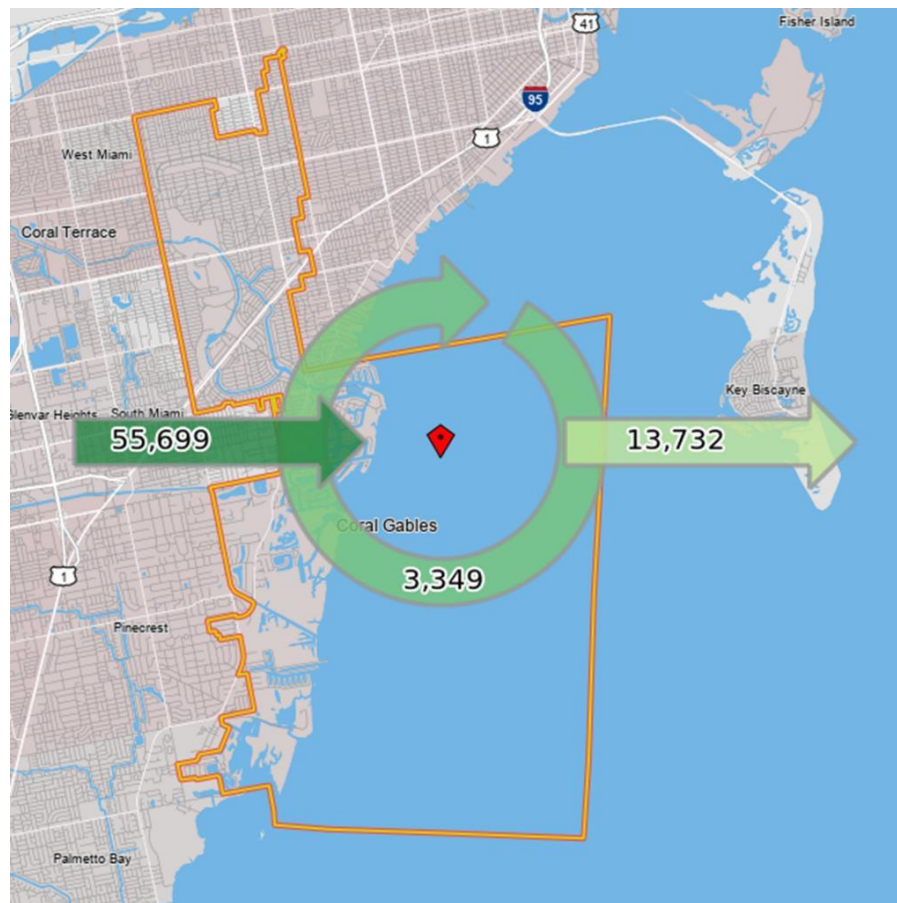 Fisher Island
41
95
1
West Miami
Coral Terrace
Key Biscayne
Glenvar Heights
South Miami
55,699
13,732
Coral Gables
1
3,349
Pinecrest
Palmetto Bay